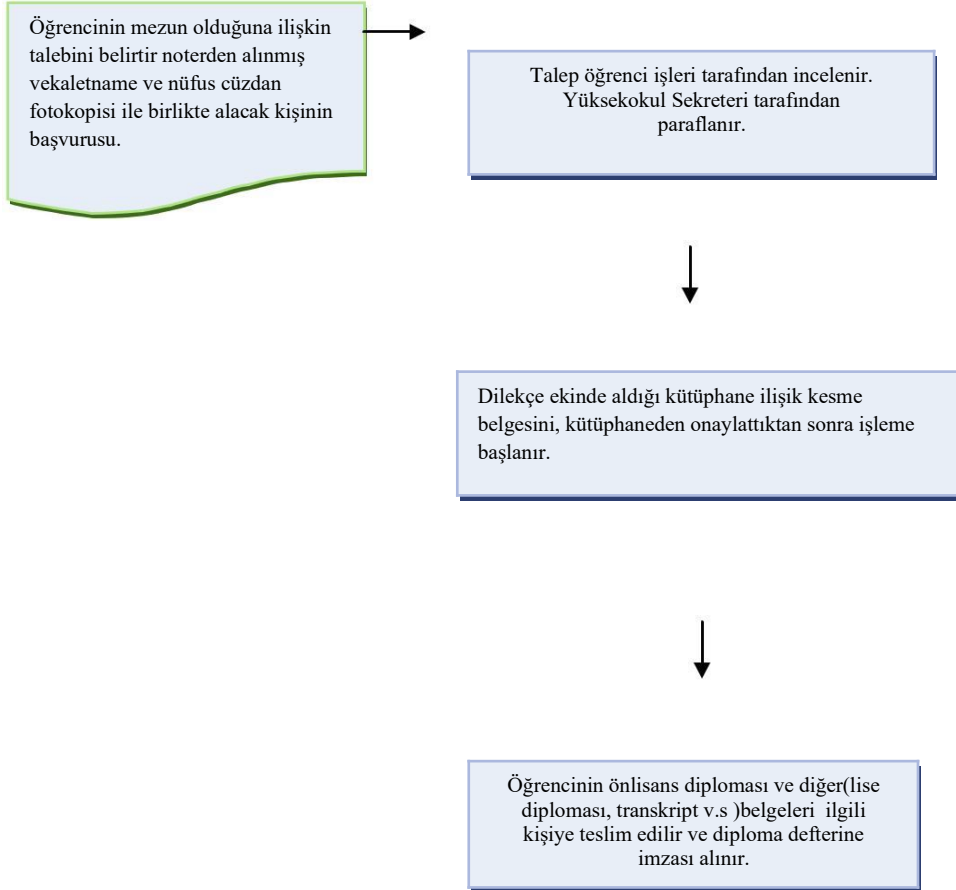 Öğrencinin mezun olduğuna ilişkin
talebini belirtir noterden alınmış
vekaletname ve nüfus cüzdan
fotokopisi ile birlikte alacak kişinin
başvurusu.
Talep öğrenci işleri tarafından incelenir.
Yüksekokul Sekreteri tarafından
paraflanır.
Dilekçe ekinde aldığı kütüphane ilişik kesme
belgesini, kütüphaneden onaylattıktan sonra işleme
başlanır.
Öğrencinin önlisans diploması ve diğer(lise
diploması, transkript v.s )belgeleri ilgili
kişiye teslim edilir ve diploma defterine
imzası alınır.